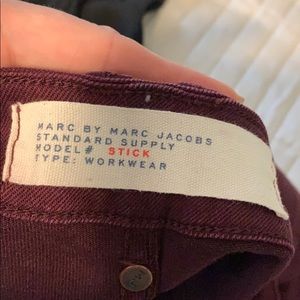 MARC BY MARC JACOBS
STANDARD SUPPLY
MODEL# STICK
TYPE: WORKWEAR